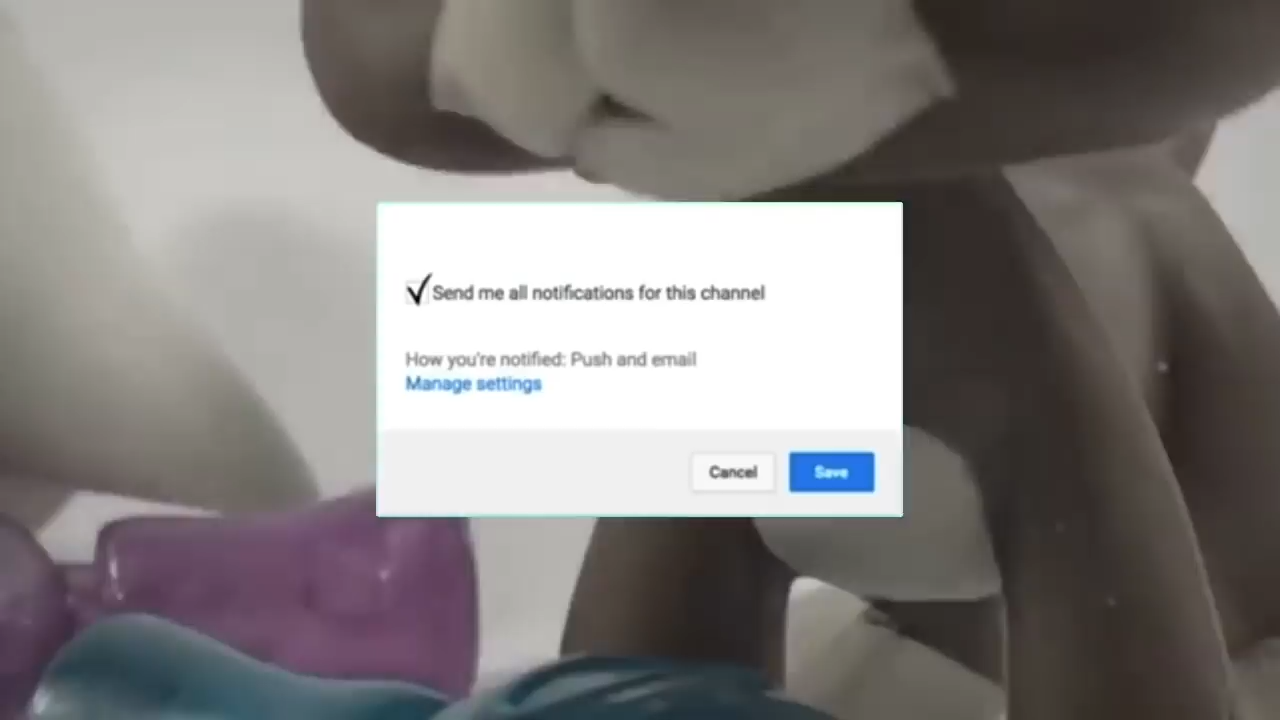 Send me all notifications for this channel
How you're notified: Push and email
Manage settings
Cancel
Save